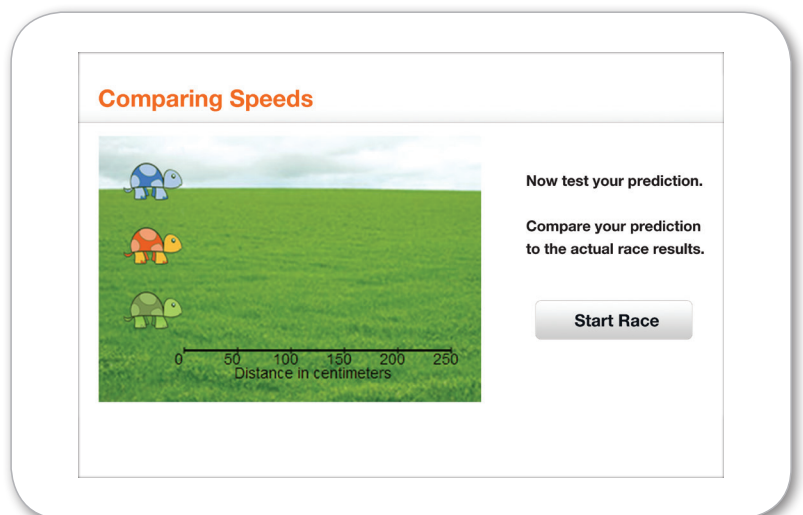 Comparing Speeds
Now test your prediction.
Compare your prediction
to the actual race results.
Start Race
0 50 100 150 200 250
Distance in centimeters